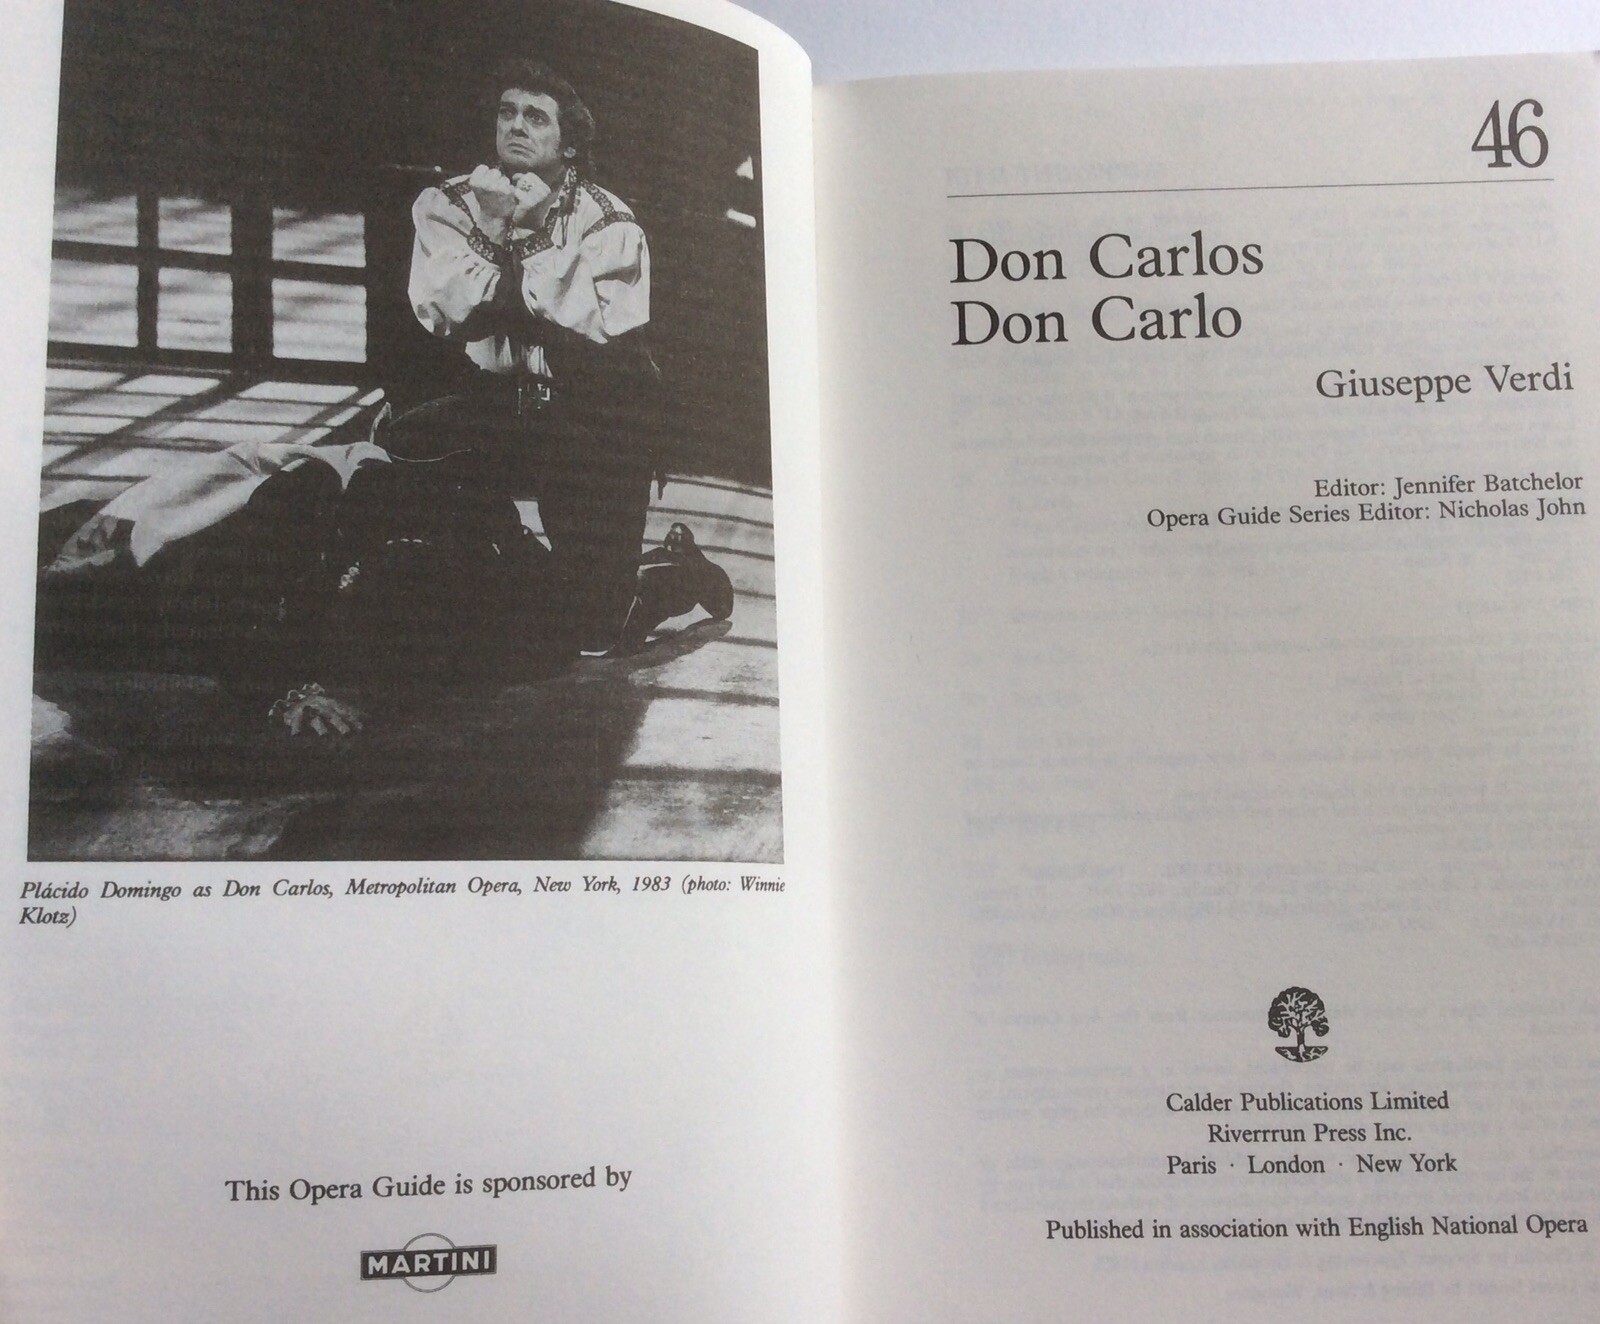 Plácido Domingo as Don Carlos, Metropolitan Opera, New York, 1983 (photo: Winnie
Klotz)
This Opera Guide is sponsored by
MARTINI
46
Don Carlos
Don Carlo
Giuseppe Verdi
Editor: Jennifer Batchelor
Opera Guide Series Editor: Nicholas John
Calder Publications Limited
Riverrrun Press Inc.
Paris · London · New York
Published in association with English National Opera